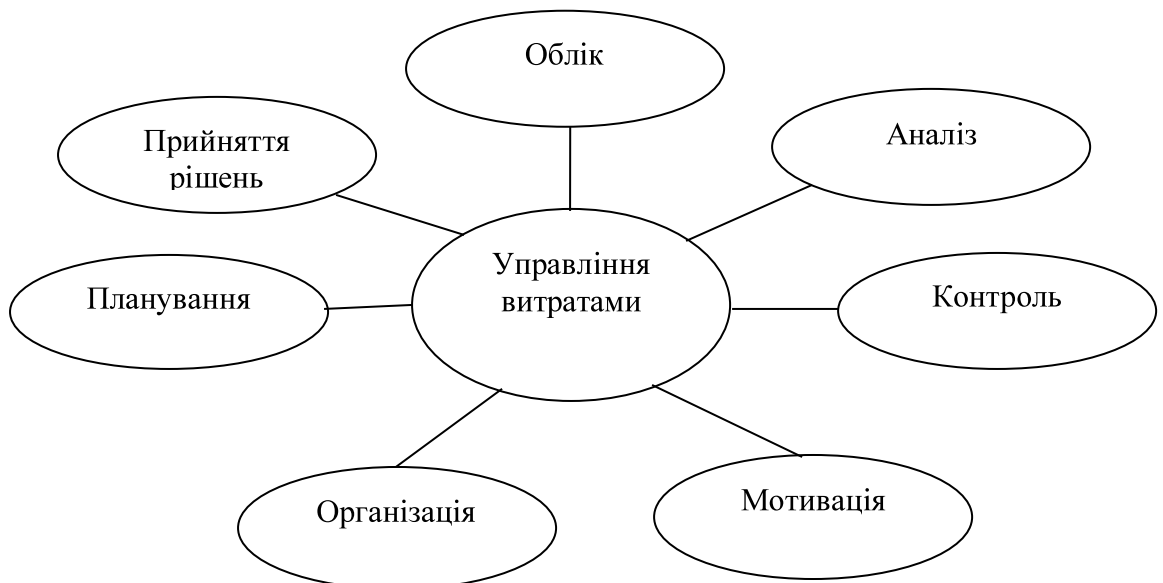 Облік
Аналіз
Прийняття
рішень
Управління
витратами
Планування
Контроль
Організація
Мотивація